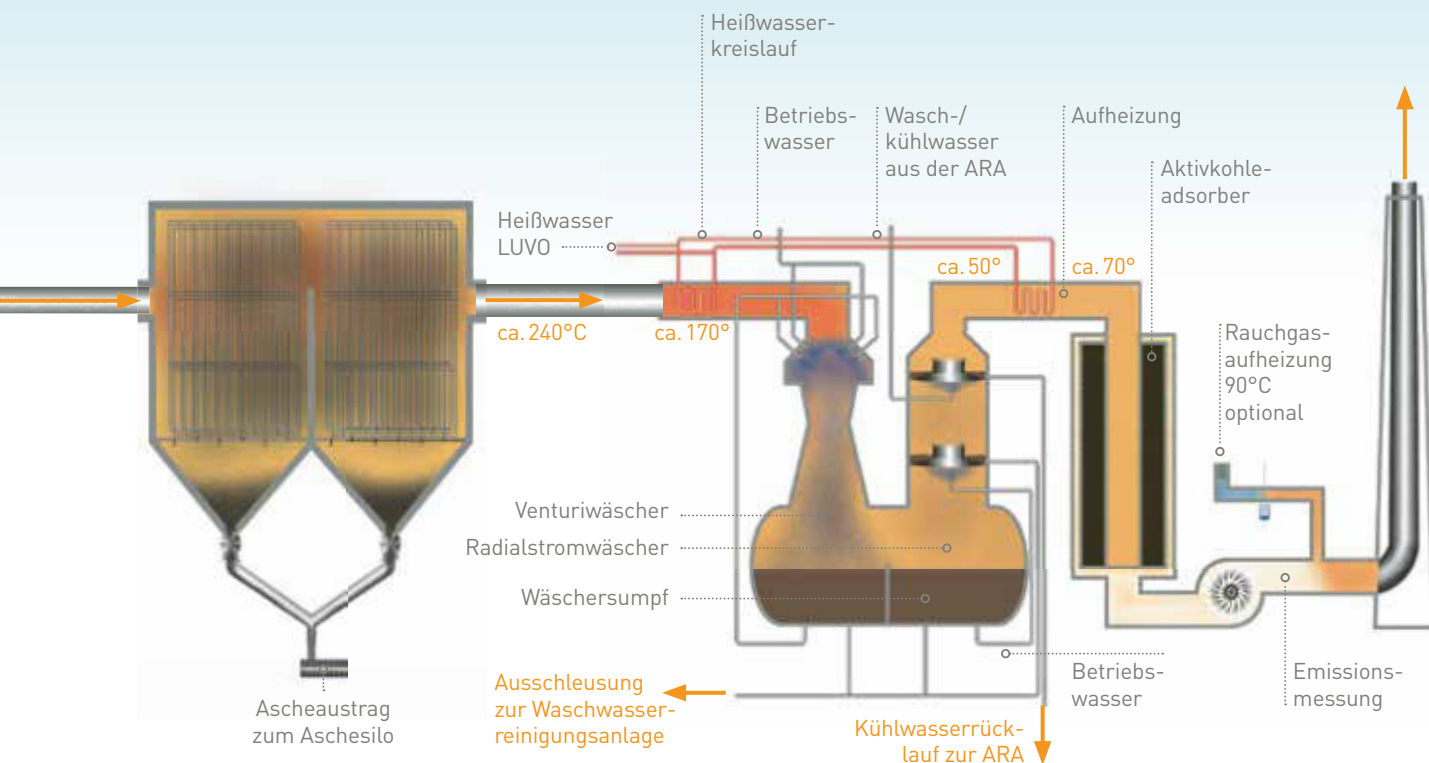 Heißwasser-
kreislauf
Betriebs-
wasser
Wasch-/
kühlwasser
aus der ARA
Aufheizung
Aktivkohle-
adsorber
Heißwasser
LUVO
ca. 50°
ca. 70°
ca. 240°C
ca. 170°
Rauchgas-
aufheizung
90°C
optional
Venturiwäscher
Radialstromwäscher
Wäschersumpf
Ascheaustrag
zum Aschesilo
Ausschleusung
zur Waschwasser-
reinigungsanlage
Kühlwasserrück-
lauf zur ARA
Betriebs-
wasser
Emissions-
messung